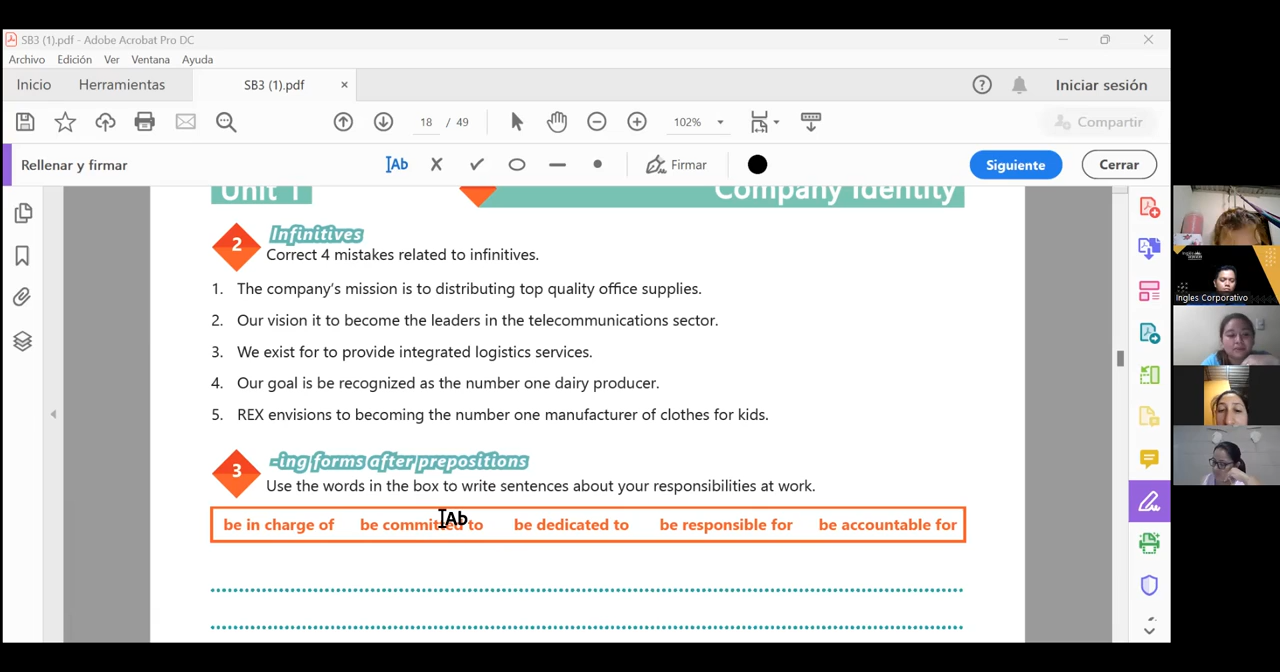 SB3 (1).pdf - Adobe Acrobat Pro DC
Archivo Edición Ver Ventana Ayuda
Inicio Herramientas SB3 (1).pdf × Iniciar sesión
18 / 49 102% Compartir
Rellenar y firmar Ab Firmar Siguiente Cerrar
Unit 1 Company Identity
2 Infinitives
Correct 4 mistakes related to infinitives.
1. The company's mission is to distributing top quality office supplies.
2. Our vision it to become the leaders in the telecommunications sector.
3. We exist for to provide integrated logistics services.
4. Our goal is be recognized as the number one dairy producer.
5. REX envisions to becoming the number one manufacturer of clothes for kids.
3 -ing forms after prepositions
Use the words in the box to write sentences about your responsibilities at work.
be in charge of be committed to be dedicated to be responsible for be accountable for
Ab
Ingles Corporativo